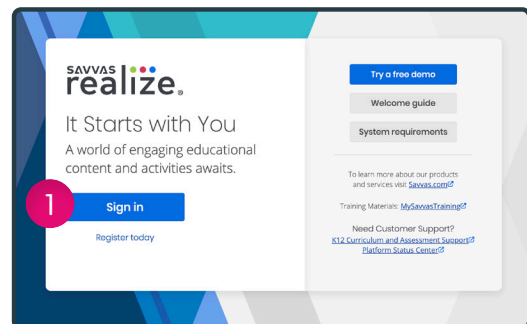 SAVVAS
realize.
It Starts with You
A world of engaging educational
content and activities awaits.
1
Sign in
Register today
Try a free demo
Welcome guide
System requirements
To learn more about our products
and services visit Savvas.com
Training Materials: MySavvasTraining
Need Customer Support?
K12 Curriculum and Assessment Support
Platform Status Center